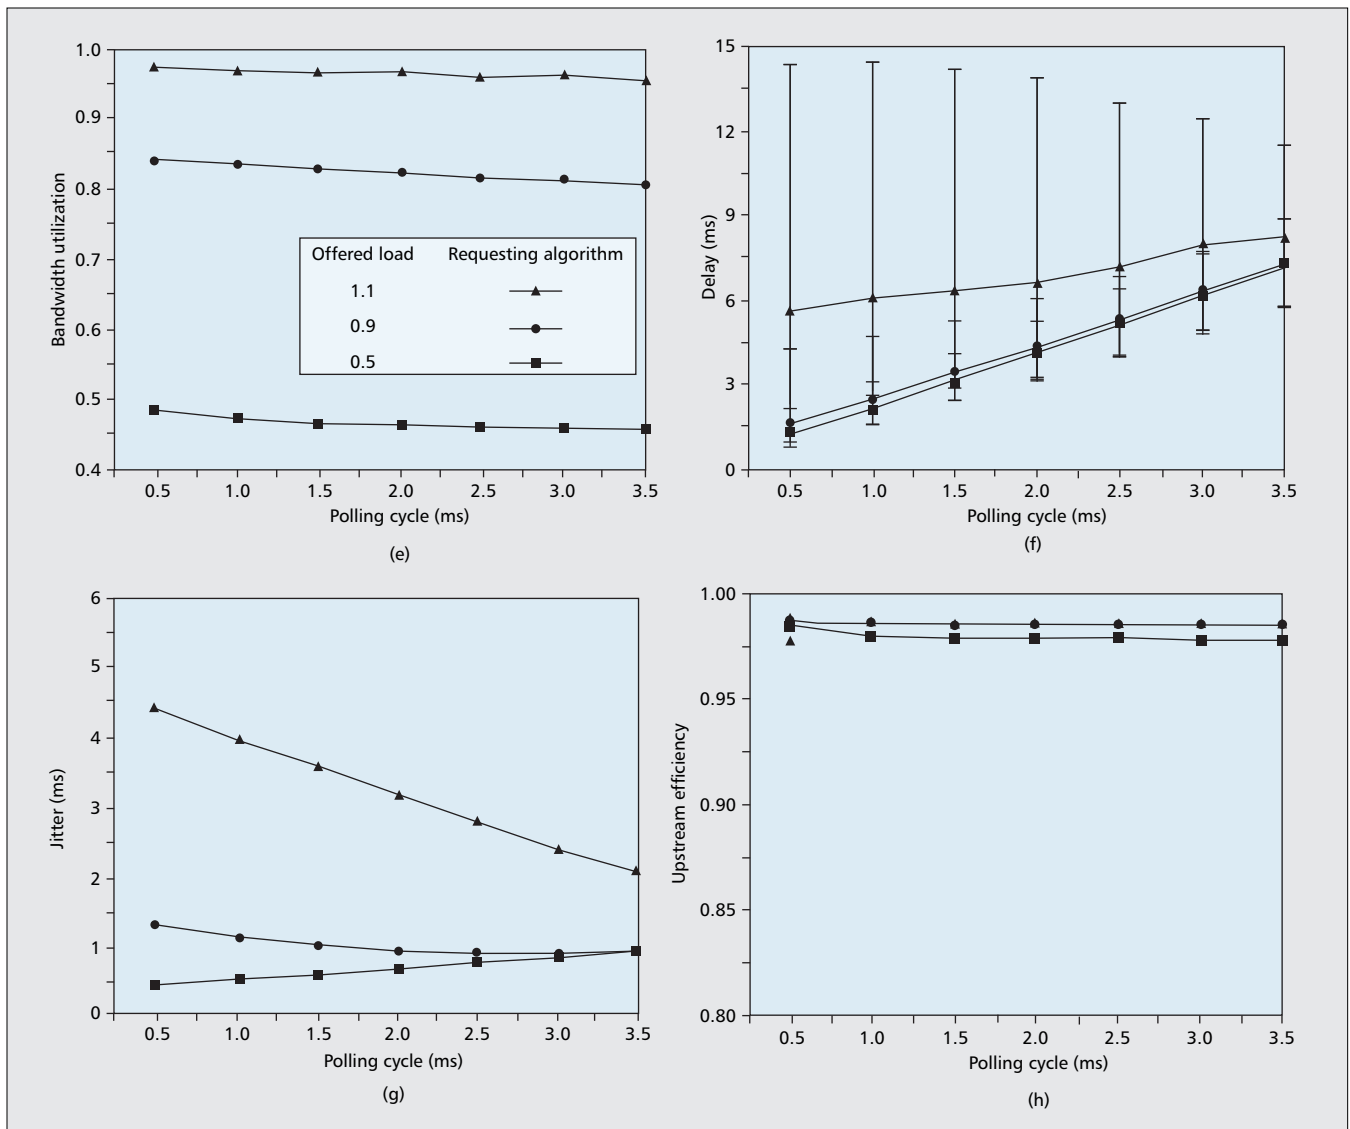 1.0
0.9
0.8
0.7
0.6
0.5
0.4
Bandwidth utilization
Offered load Requesting algorithm
1.1
0.9
0.5
0.5 1.0 1.5 2.0 2.5 3.0 3.5
Polling cycle (ms)
(e)
15
12
9
6
3
0
Delay (ms)
0.5 1.0 1.5 2.0 2.5 3.0 3.5
Polling cycle (ms)
(f)
6
5
4
3
2
1
0
Jitter (ms)
0.5 1.0 1.5 2.0 2.5 3.0 3.5
Polling cycle (ms)
(g)
1.00
0.95
0.90
0.85
0.80
Upstream efficiency
0.5 1.0 1.5 2.0 2.5 3.0 3.5
Polling cycle (ms)
(h)